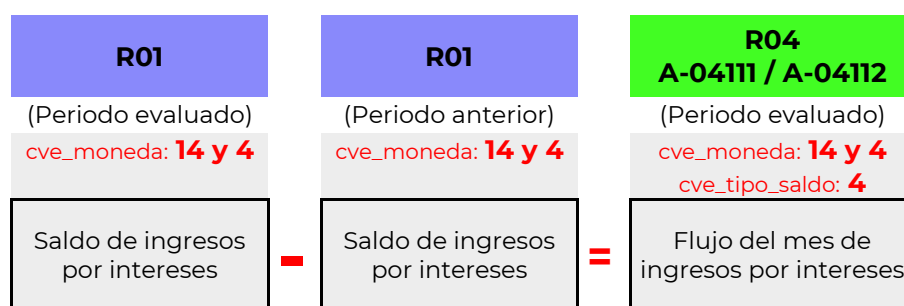 R01
(Periodo evaluado)
cve_moneda: 14 y 4
Saldo de ingresos
por intereses
-
R01
(Periodo anterior)
cve_moneda: 14 y 4
Saldo de ingresos
por intereses
=
R04
A-04111 / A-04112
(Periodo evaluado)
cve_moneda: 14 y 4
cve_tipo_saldo: 4
Flujo del mes de
ingresos por intereses